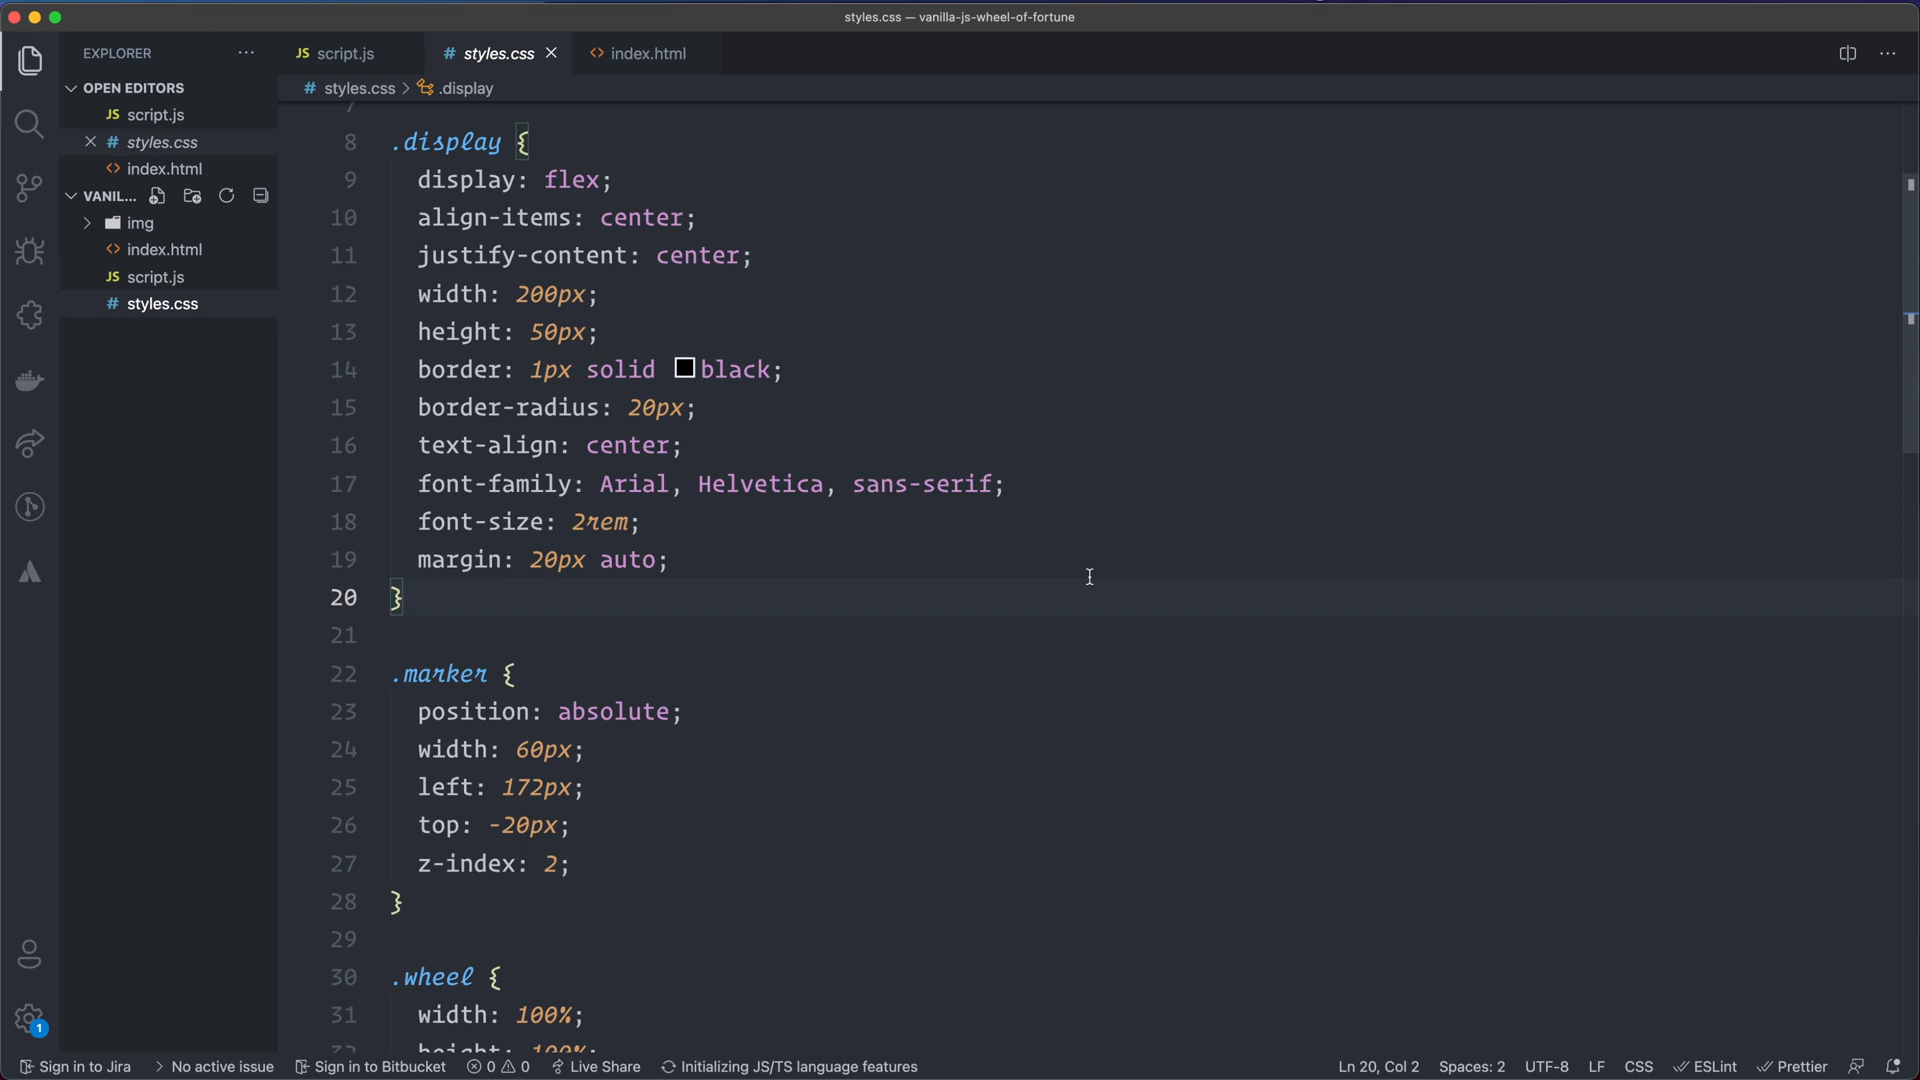 styles.css — vanilla-js-wheel-of-fortune
EXPLORER
OPEN EDITORS
JS script.js
# styles.css
<> index.html
VANIL...
img
<> index.html
JS script.js
# styles.css
JS script.js
# styles.css
<> index.html
# styles.css > .display
7
8 .display {
9 display: flex;
10 align-items: center;
11 justify-content: center;
12 width: 200px;
13 height: 50px;
14 border: 1px solid black;
15 border-radius: 20px;
16 text-align: center;
17 font-family: Arial, Helvetica, sans-serif;
18 font-size: 2rem;
19 margin: 20px auto;
20 }
21
22 .marker {
23 position: absolute;
24 width: 60px;
25 left: 172px;
26 top: -20px;
27 z-index: 2;
28 }
29
30 .wheel {
31 width: 100%;
32 height: 100%;
1
Sign in to Jira > No active issue Sign in to Bitbucket 0 0 Live Share Initializing JS/TS language features Ln 20, Col 2 Spaces: 2 UTF-8 LF CSS ESLint Prettier